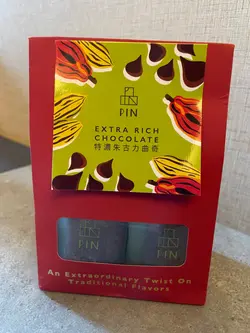 PIN
EXTRA RICH
CHOCOLATE
特濃朱古力曲奇
PIN
PIN
An Extraordinary Twist On
Traditional Flavors